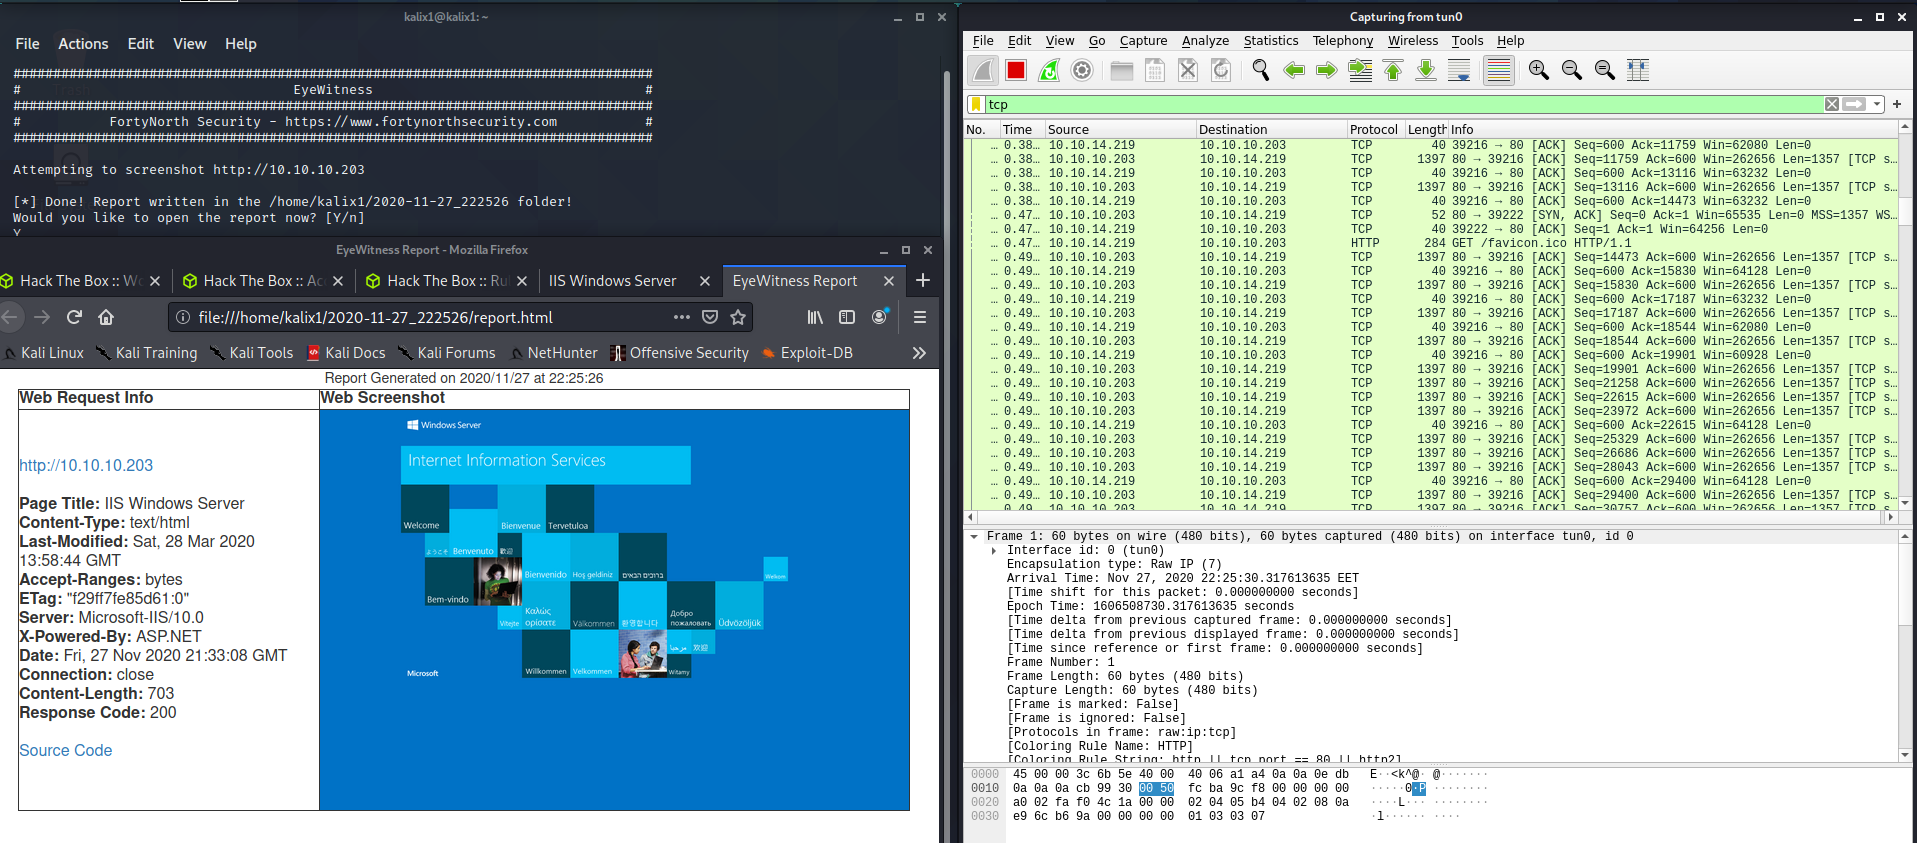 kalix1@kalix1: ~
File Actions Edit View Help
################################################################################
# EyeWitness #
################################################################################
# FortyNorth Security - https://www.fortynorthsecurity.com #
################################################################################
Attempting to screenshot http://10.10.10.203
[*] Done! Report written in the /home/kalix1/2020-11-27_222526 folder!
Would you like to open the report now? [Y/n]
Y
EyeWitness Report - Mozilla Firefox
Hack The Box :: Wo Hack The Box :: Ac Hack The Box :: Rul IIS Windows Server EyeWitness Report
file:///home/kalix1/2020-11-27_222526/report.html
Kali Linux Kali Training Kali Tools Kali Docs Kali Forums NetHunter Offensive Security Exploit-DB
Report Generated on 2020/11/27 at 22:25:26
Web Request Info Web Screenshot
http://10.10.10.203
Page Title: IIS Windows Server
Content-Type: text/html
Last-Modified: Sat, 28 Mar 2020
13:58:44 GMT
Accept-Ranges: bytes
ETag: "f29ff7fe85d61:0"
Server: Microsoft-IIS/10.0
X-Powered-By: ASP.NET
Date: Fri, 27 Nov 2020 21:33:08 GMT
Connection: close
Content-Length: 703
Response Code: 200
Source Code
Windows Server
Internet Information Services
Welcome Bienvenue Tervetuloa
ようこそ Benvenuto 歡迎
Bienvenido Hoş geldiniz ברוכים הבאים Welkom
Bem-vindo
Vítejte Καλώς ορίσατε Välkommen 환영합니다 Добро пожаловать Üdvözöljük
مرحبا 欢迎
Willkommen Velkommen Witamy
Microsoft
Capturing from tun0
File Edit View Go Capture Analyze Statistics Telephony Wireless Tools Help
tcp
No. Time Source Destination Protocol Length Info
… 0.38… 10.10.14.219 10.10.10.203 TCP 40 39216 → 80 [ACK] Seq=600 Ack=11759 Win=62080 Len=0
… 0.38… 10.10.10.203 10.10.14.219 TCP 1397 80 → 39216 [ACK] Seq=11759 Ack=600 Win=262656 Len=1357 [TCP s…
… 0.38… 10.10.14.219 10.10.10.203 TCP 40 39216 → 80 [ACK] Seq=600 Ack=13116 Win=63232 Len=0
… 0.38… 10.10.10.203 10.10.14.219 TCP 1397 80 → 39216 [ACK] Seq=13116 Ack=600 Win=262656 Len=1357 [TCP s…
… 0.38… 10.10.14.219 10.10.10.203 TCP 40 39216 → 80 [ACK] Seq=600 Ack=14473 Win=63232 Len=0
… 0.47… 10.10.10.203 10.10.14.219 TCP 52 80 → 39222 [SYN, ACK] Seq=0 Ack=1 Win=65535 Len=0 MSS=1357 WS…
… 0.47… 10.10.14.219 10.10.10.203 TCP 40 39222 → 80 [ACK] Seq=1 Ack=1 Win=64256 Len=0
… 0.47… 10.10.14.219 10.10.10.203 HTTP 284 GET /favicon.ico HTTP/1.1
… 0.49… 10.10.10.203 10.10.14.219 TCP 1397 80 → 39216 [ACK] Seq=14473 Ack=600 Win=262656 Len=1357 [TCP s…
… 0.49… 10.10.14.219 10.10.10.203 TCP 40 39216 → 80 [ACK] Seq=600 Ack=15830 Win=64128 Len=0
… 0.49… 10.10.10.203 10.10.14.219 TCP 1397 80 → 39216 [ACK] Seq=15830 Ack=600 Win=262656 Len=1357 [TCP s…
… 0.49… 10.10.14.219 10.10.10.203 TCP 40 39216 → 80 [ACK] Seq=600 Ack=17187 Win=63232 Len=0
… 0.49… 10.10.10.203 10.10.14.219 TCP 1397 80 → 39216 [ACK] Seq=17187 Ack=600 Win=262656 Len=1357 [TCP s…
… 0.49… 10.10.14.219 10.10.10.203 TCP 40 39216 → 80 [ACK] Seq=600 Ack=18544 Win=62080 Len=0
… 0.49… 10.10.10.203 10.10.14.219 TCP 1397 80 → 39216 [ACK] Seq=18544 Ack=600 Win=262656 Len=1357 [TCP s…
… 0.49… 10.10.14.219 10.10.10.203 TCP 40 39216 → 80 [ACK] Seq=600 Ack=19901 Win=60928 Len=0
… 0.49… 10.10.10.203 10.10.14.219 TCP 1397 80 → 39216 [ACK] Seq=19901 Ack=600 Win=262656 Len=1357 [TCP s…
… 0.49… 10.10.10.203 10.10.14.219 TCP 1397 80 → 39216 [ACK] Seq=21258 Ack=600 Win=262656 Len=1357 [TCP s…
… 0.49… 10.10.10.203 10.10.14.219 TCP 1397 80 → 39216 [ACK] Seq=22615 Ack=600 Win=262656 Len=1357 [TCP s…
… 0.49… 10.10.10.203 10.10.14.219 TCP 1397 80 → 39216 [ACK] Seq=23972 Ack=600 Win=262656 Len=1357 [TCP s…
… 0.49… 10.10.14.219 10.10.10.203 TCP 40 39216 → 80 [ACK] Seq=600 Ack=22615 Win=64128 Len=0
… 0.49… 10.10.10.203 10.10.14.219 TCP 1397 80 → 39216 [ACK] Seq=25329 Ack=600 Win=262656 Len=1357 [TCP s…
… 0.49… 10.10.10.203 10.10.14.219 TCP 1397 80 → 39216 [ACK] Seq=26686 Ack=600 Win=262656 Len=1357 [TCP s…
… 0.49… 10.10.10.203 10.10.14.219 TCP 1397 80 → 39216 [ACK] Seq=28043 Ack=600 Win=262656 Len=1357 [TCP s…
… 0.49… 10.10.14.219 10.10.10.203 TCP 40 39216 → 80 [ACK] Seq=600 Ack=29400 Win=64128 Len=0
… 0.49… 10.10.10.203 10.10.14.219 TCP 1397 80 → 39216 [ACK] Seq=29400 Ack=600 Win=262656 Len=1357 [TCP s…
… 0.49… 10.10.10.203 10.10.14.219 TCP 1397 80 → 39216 [ACK] Seq=30757 Ack=600 Win=262656 Len=1357 [TCP s…
Frame 1: 60 bytes on wire (480 bits), 60 bytes captured (480 bits) on interface tun0, id 0
Interface id: 0 (tun0)
Encapsulation type: Raw IP (7)
Arrival Time: Nov 27, 2020 22:25:30.317613635 EET
[Time shift for this packet: 0.000000000 seconds]
Epoch Time: 1606508730.317613635 seconds
[Time delta from previous captured frame: 0.000000000 seconds]
[Time delta from previous displayed frame: 0.000000000 seconds]
[Time since reference or first frame: 0.000000000 seconds]
Frame Number: 1
Frame Length: 60 bytes (480 bits)
Capture Length: 60 bytes (480 bits)
[Frame is marked: False]
[Frame is ignored: False]
[Protocols in frame: raw:ip:tcp]
[Coloring Rule Name: HTTP]
[Coloring Rule String: http || tcp.port == 80 || http2]
0000 45 00 00 3c 6b 5e 40 00 40 06 a1 a4 0a 0a 0e db E··<k^@· @·······
0010 0a 0a 0a cb 99 30 00 50 fc ba 9c f8 00 00 00 00 ·····0·P ········
0020 a0 02 fa f0 4c 1a 00 00 02 04 05 b4 04 02 08 0a ····L··· ········
0030 e9 6c b6 9a 00 00 00 00 01 03 03 07 ·l······ ····